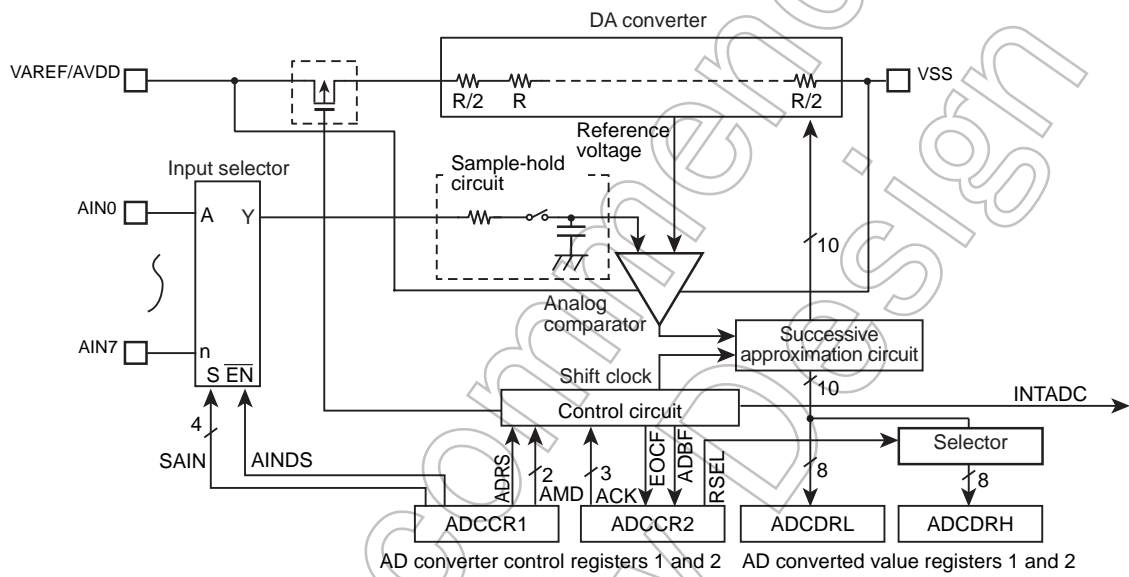 DA converter
VAREF/AVDD
VSS
R/2
R
R/2
Reference
voltage
Sample-hold
circuit
Input selector
AIN0
A
Y
10
Analog
comparator
Successive
approximation circuit
AIN7
n
S
EN
Shift clock
10
Control circuit
INTADC
4
SAIN
AINDS
ADRS
2
AMD
3
ACK
EOCF
ADBF
RSEL
8
Selector
8
ADCCR1
ADCCR2
ADCDRL
ADCDRH
AD converter control registers 1 and 2
AD converted value registers 1 and 2
commen
Design